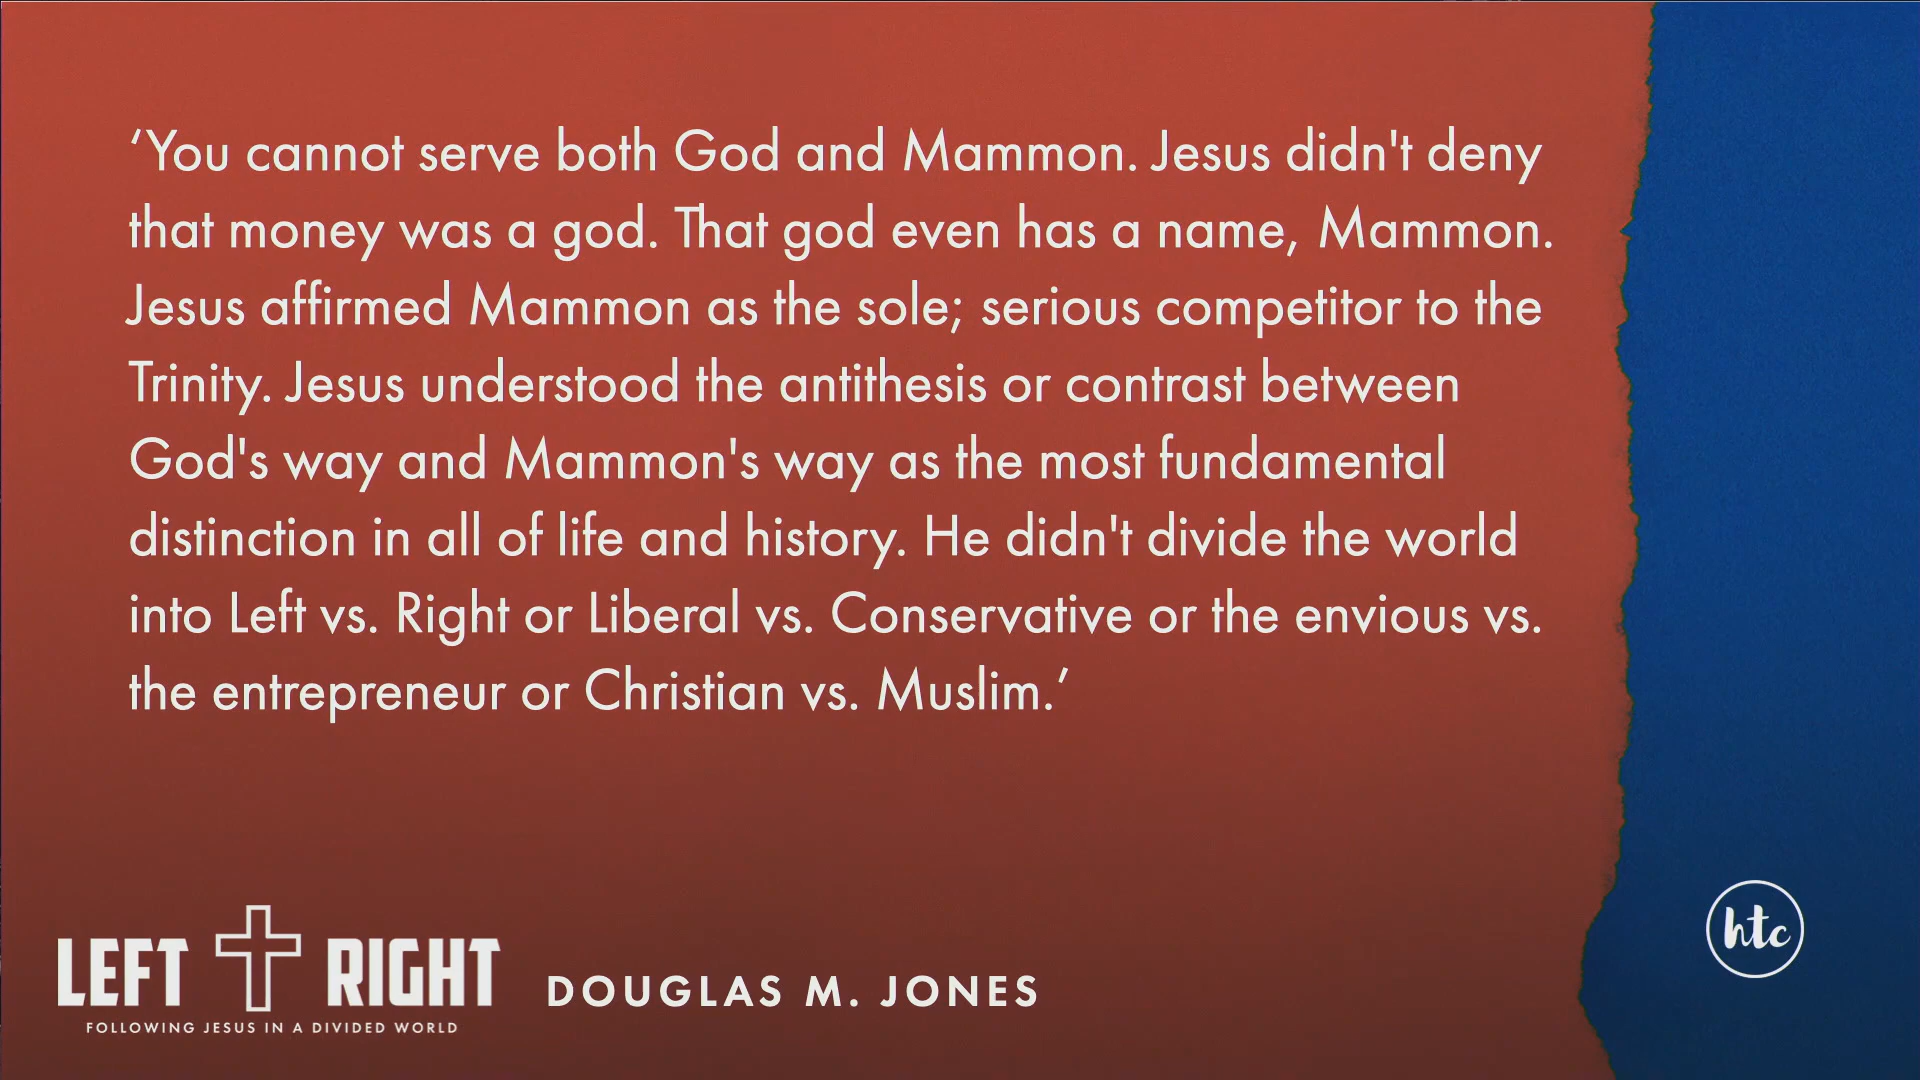 ‘You cannot serve both God and Mammon. Jesus didn't deny
that money was a god. That god even has a name, Mammon.
Jesus affirmed Mammon as the sole; serious competitor to the
Trinity. Jesus understood the antithesis or contrast between
God's way and Mammon's way as the most fundamental
distinction in all of life and history. He didn't divide the world
into Left vs. Right or Liberal vs. Conservative or the envious vs.
the entrepreneur or Christian vs. Muslim.’
LEFT RIGHT
FOLLOWING JESUS IN A DIVIDED WORLD
DOUGLAS M. JONES
htc